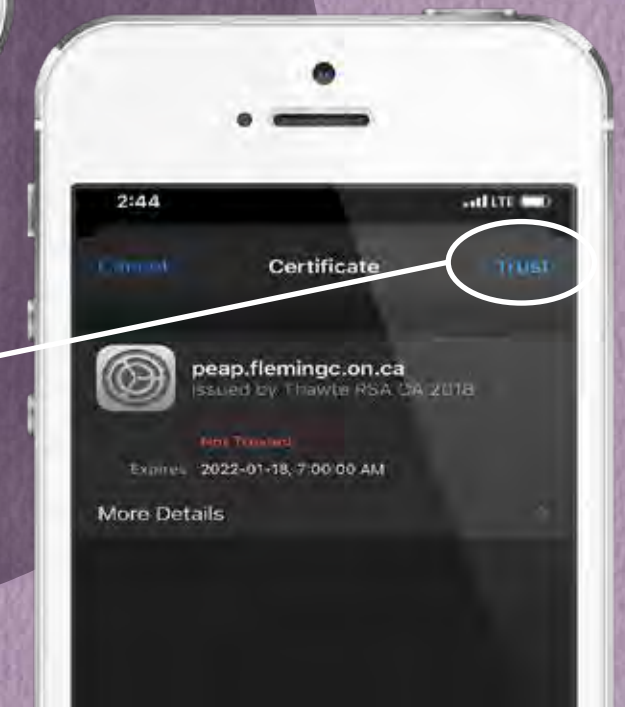 2:44
LTE
Cancel Certificate Trust
peap.flemingc.on.ca
Issued by Thawte RSA CA 2018
Not Trusted
Expires 2022-01-18, 7:00:00 AM
More Details